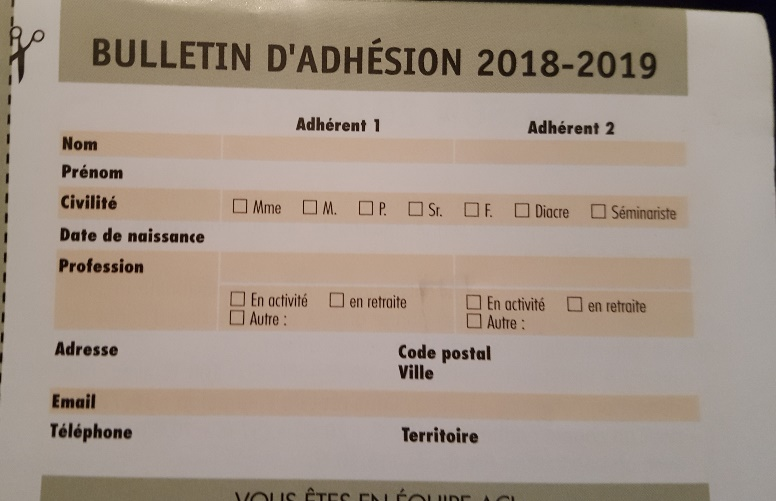 BULLETIN D'ADHÉSION 2018-2019
Adhérent 1 Adhérent 2
Nom
Prénom
Civilité Mme M. P. Sr. F. Diacre Séminariste
Date de naissance
Profession
En activité en retraite En activité en retraite
Autre : Autre :
Adresse Code postal
Ville
Email
Téléphone Territoire
VOUS ÊTES EN ÉQUIPE ACI